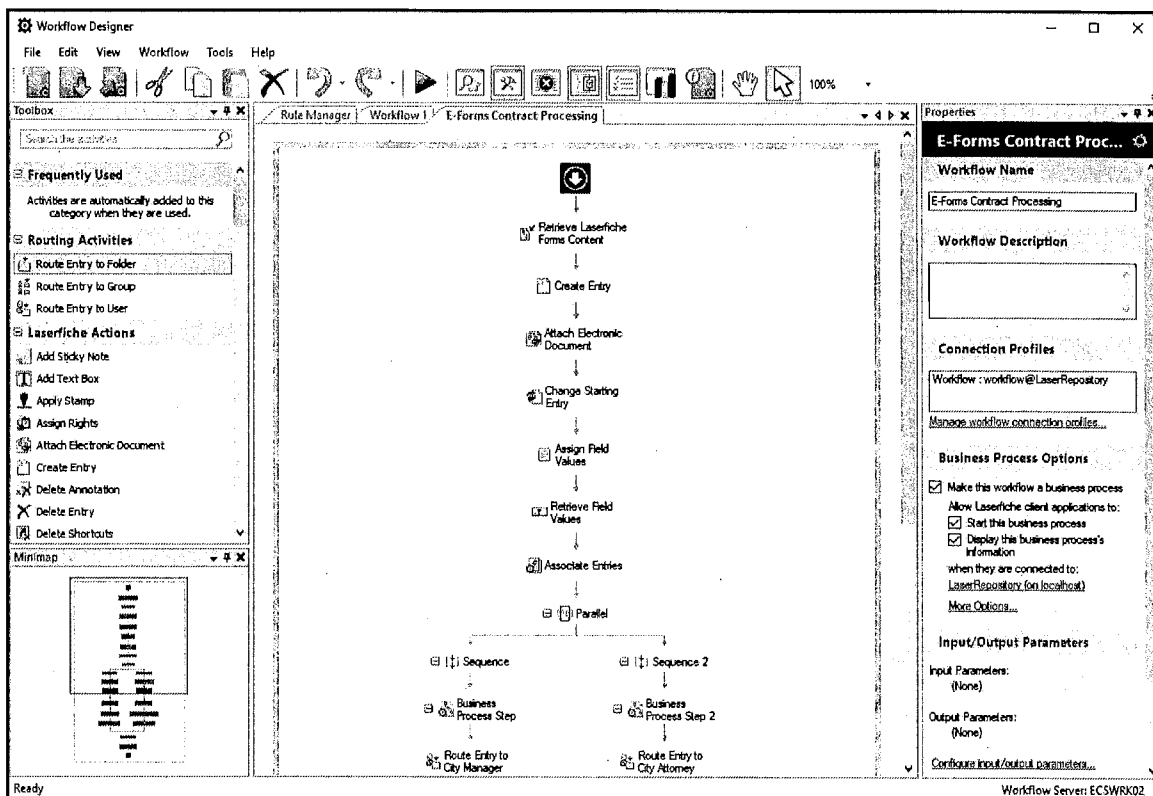 Workflow Designer
File Edit View Workflow Tools Help
100%
Toolbox
Search the activities
Frequently Used
Activities are automatically added to this
category when they are used.
Routing Activities
Route Entry to Folder
Route Entry to Group
Route Entry to User
Laserfiche Actions
Add Sticky Note
Add Text Box
Apply Stamp
Assign Rights
Attach Electronic Document
Create Entry
Delete Annotation
Delete Entry
Delete Shortcuts
Minimap
Rule Manager Workflow 1 E-Forms Contract Processing
Retrieve Laserfiche
Forms Content
Create Entry
Attach Electronic
Document
Change Starting
Entry
Assign Field
Values
Retrieve Field
Values
Associate Entries
Parallel
Sequence
Sequence 2
Business
Process Step
Business
Process Step 2
Route Entry to
City Manager
Route Entry to
City Attorney
Properties
E-Forms Contract Proc...
Workflow Name
E-Forms Contract Processing
Workflow Description
Connection Profiles
Workflow : workflow@LaserRepository
Manage workflow connection profiles...
Business Process Options
Make this workflow a business process
Allow Laserfiche client applications to:
Start this business process
Display this business process's
information
when they are connected to:
LaserRepository (on localhost)
More Options...
Input/Output Parameters
Input Parameters:
(None)
Output Parameters:
(None)
Configure input/output parameters...
Ready
Workflow Server: ECSWRK02